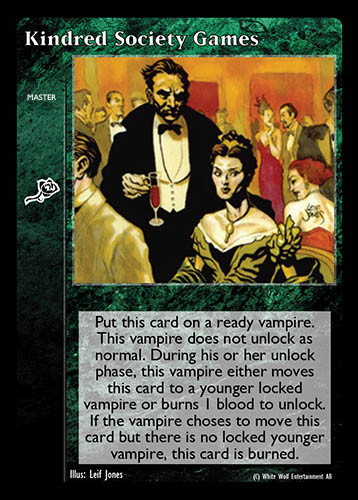 Kindred Society Games
MASTER
Put this card on a ready vampire.
This vampire does not unlock as
normal. During his or her unlock
phase, this vampire either moves
this card to a younger locked
vampire or burns 1 blood to unlock.
If the vampire choses to move this
card but there is no locked younger
vampire, this card is burned.
Illus: Leif Jones
(C) White Wolf Entertainment AB